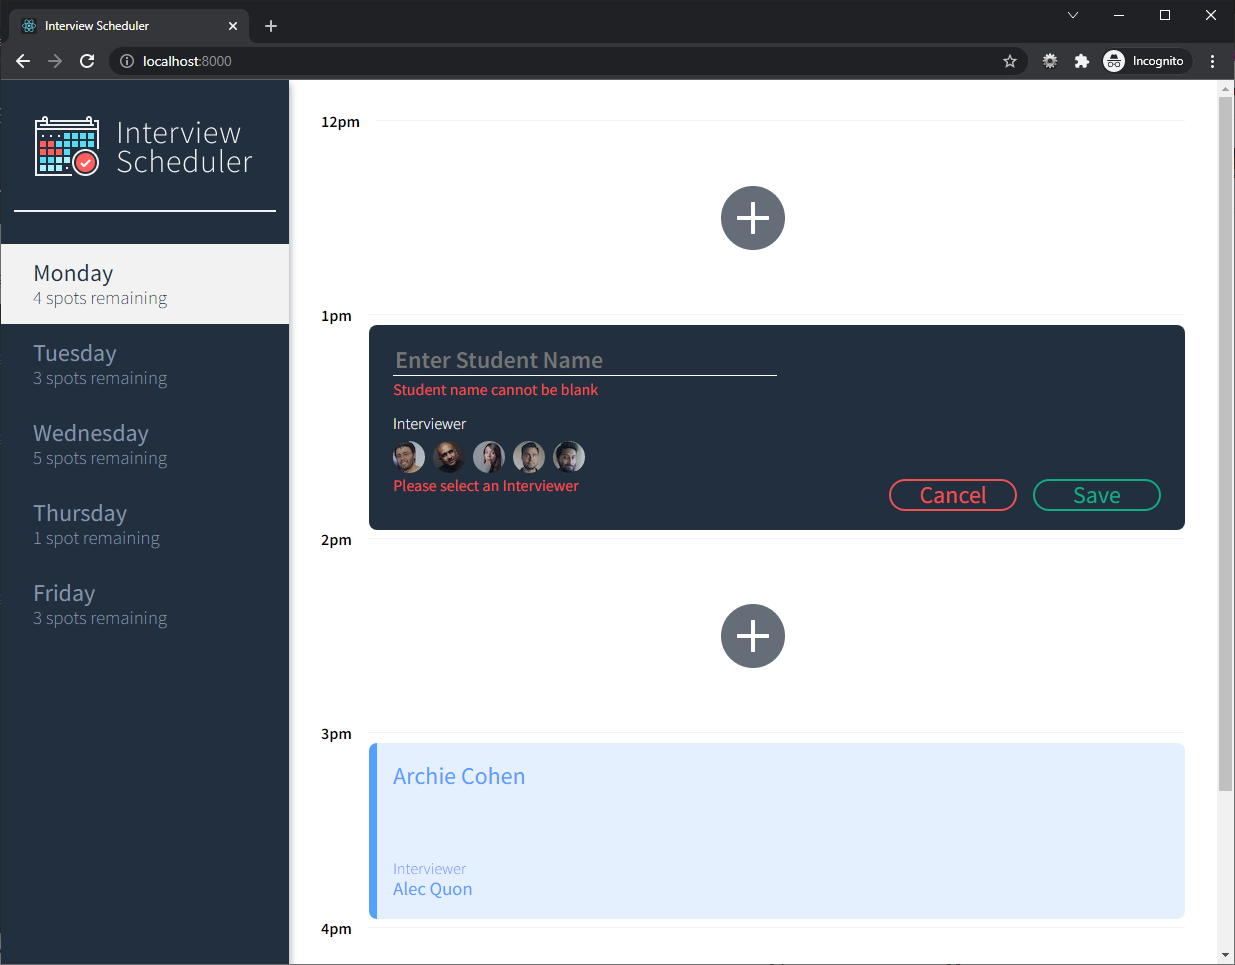 Interview Scheduler
localhost:8000
Incognito
Interview
Scheduler
Monday
4 spots remaining
Tuesday
3 spots remaining
Wednesday
5 spots remaining
Thursday
1 spot remaining
Friday
3 spots remaining
12pm
1pm
Enter Student Name
Student name cannot be blank
Interviewer
Please select an Interviewer
Cancel
Save
2pm
3pm
Archie Cohen
Interviewer
Alec Quon
4pm